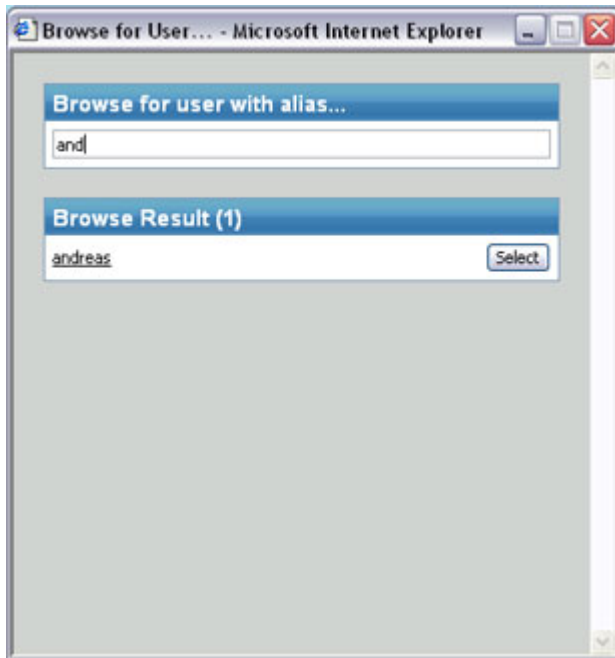 Browse for User... - Microsoft Internet Explorer
Browse for user with alias...
and
Browse Result (1)
andreas Select